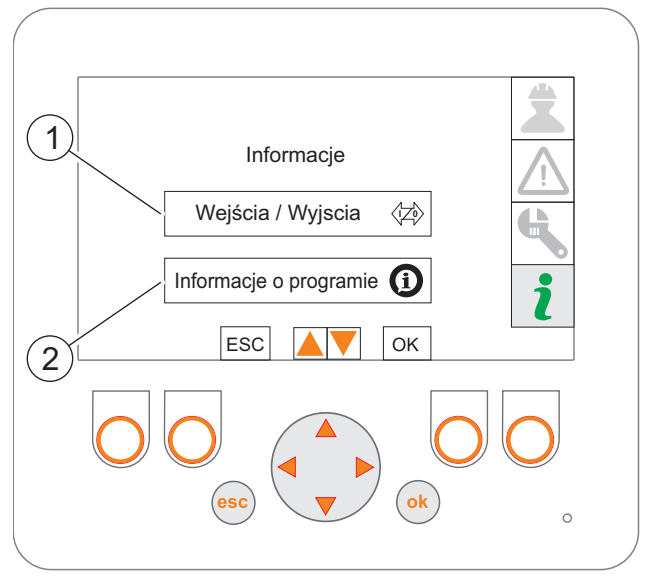 1
Informacje
Wejścia / Wyjscia
Informacje o programie
2
ESC
OK
esc
ok